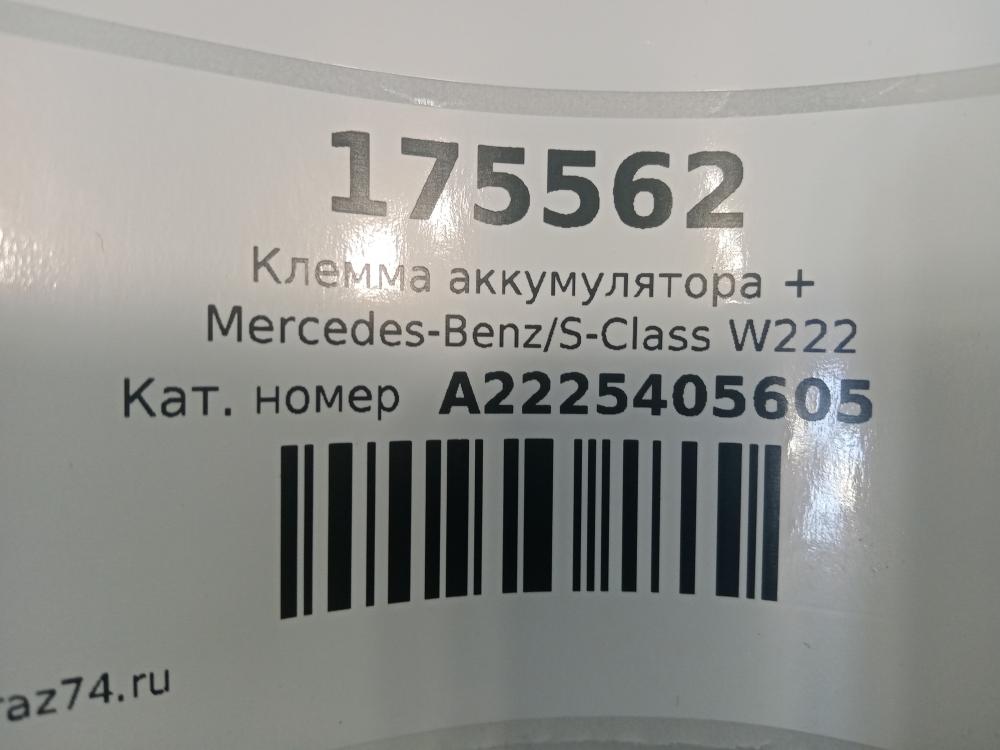 175562
Клемма аккумулятора +
Mercedes-Benz/S-Class W222
Кат. номер A2225405605
raz74.ru